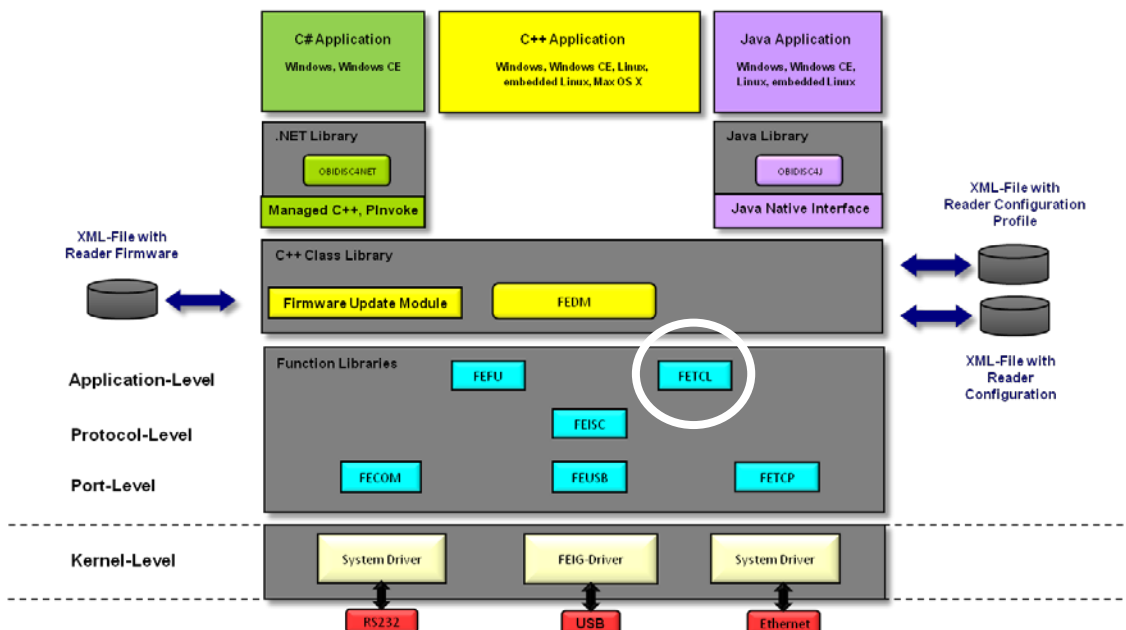 C# Application
Windows, Windows CE
C++ Application
Windows, Windows CE, Linux,
embedded Linux, Max OS X
Java Application
Windows, Windows CE,
Linux, embedded Linux
.NET Library
OBIDISC4NET
Managed C++, PInvoke
Java Library
OBIDISC4J
Java Native Interface
XML-File with
Reader Firmware
C++ Class Library
Firmware Update Module
FEDM
XML-File with
Reader Configuration
Profile
XML-File with
Reader
Configuration
Function Libraries
Application-Level
FEFU
FETCL
Protocol-Level
FEISC
Port-Level
FECOM
FEUSB
FETCP
Kernel-Level
System Driver
FEIG-Driver
System Driver
RS232
USB
Ethernet